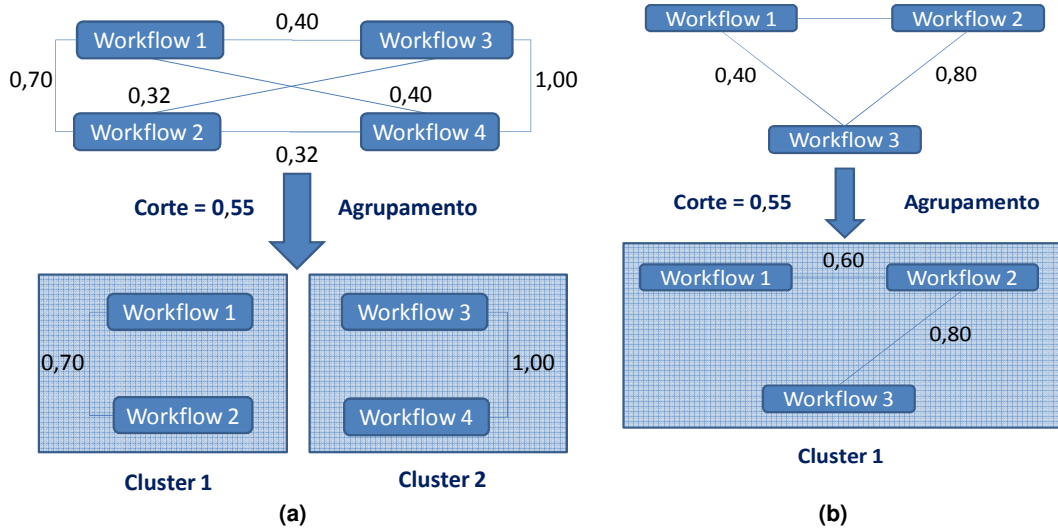 Workflow 1
0,40
Workflow 3
0,70
0,32
0,40
1,00
Workflow 2
Workflow 4
0,32
Corte = 0,55
Agrupamento
Workflow 1
Workflow 3
0,70
1,00
Workflow 2
Workflow 4
Cluster 1
Cluster 2
(a)
Workflow 1
Workflow 2
0,40
0,80
Workflow 3
Corte = 0,55
Agrupamento
0,60
Workflow 1
Workflow 2
0,80
Workflow 3
Cluster 1
(b)